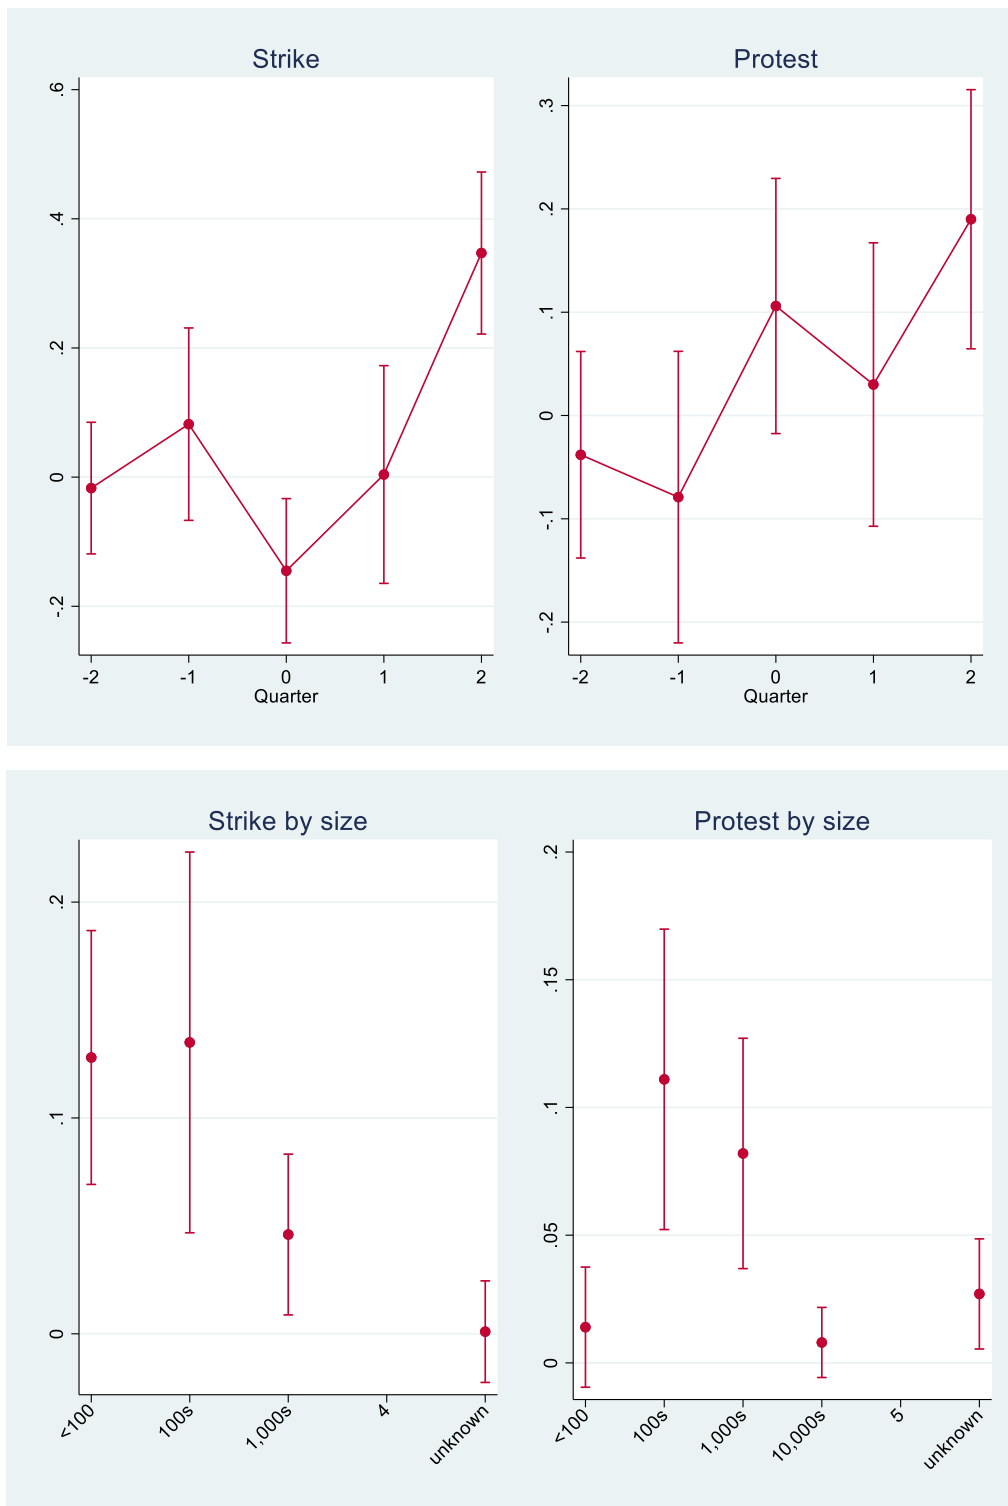 Strike
.6
.4
.2
0
-.2
-2 -1 0 1 2
Quarter
Protest
.3
.2
.1
0
-.1
-.2
-2 -1 0 1 2
Quarter
Strike by size
.2
.1
0
<100 100s 1,000s 4 unknown
Protest by size
.2
.15
.1
.05
0
<100 100s 1,000s 10,000s 5 unknown